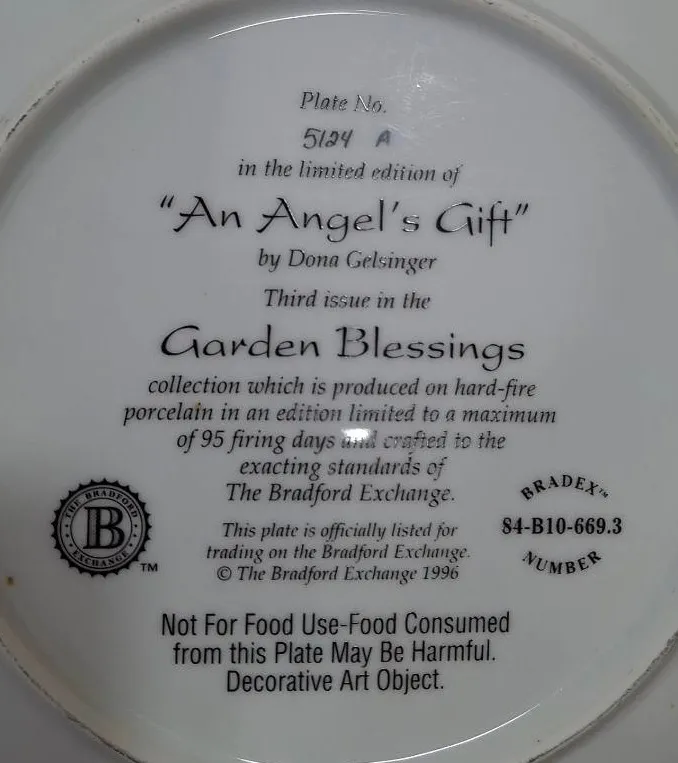 Plate No.
5124 A
in the limited edition of
"An Angel's Gift"
by Dona Gelsinger
Third issue in the
Garden Blessings
collection which is produced on hard-fire
porcelain in an edition limited to a maximum
of 95 firing days and crafted to the
exacting standards of
The Bradford Exchange.
THE BRADFORD
B
EXCHANGE
TM
This plate is officially listed for
trading on the Bradford Exchange.
© The Bradford Exchange 1996
BRADEX™
84-B10-669.3
NUMBER
Not For Food Use-Food Consumed
from this Plate May Be Harmful.
Decorative Art Object.